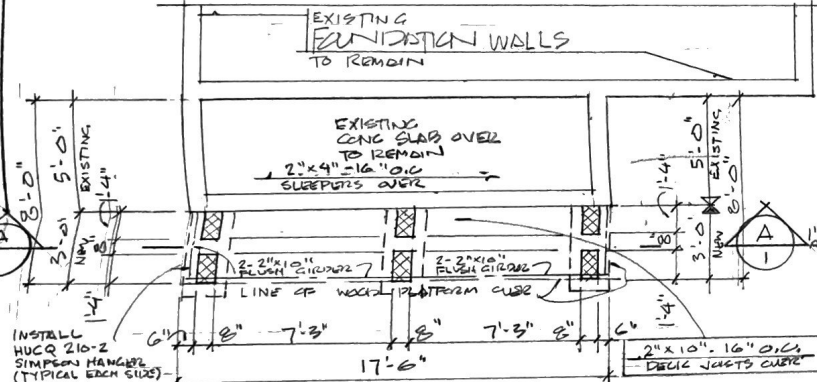 EXISTING
FOUNDATION WALLS
TO REMAIN
EXISTING
CONC SLAB OVER
TO REMAIN
2"x4"-16"O.C
SLEEPERS OVER
8'-0"
5'-0"
EXISTING
1'-4"
3'-0"
NEW
8"
1'-4"
1'-4"
5'-0"
EXISTING
8'-0"
8"
3'-0"
NEW
1'-4"
A
1
2-2"x10"
FLUSH GIRDER
2-2"x10"
FLUSH GIRDER
LINE OF WOOD PLATFORM OVER
INSTALL
HUCQ 210-2
SIMPSON HANGER
(TYPICAL EACH SIDE)
6" 8" 7'-3" 8" 7'-3" 8" 6"
17'-6"
2"x10"-16"O.C.
DECK JOISTS OVER